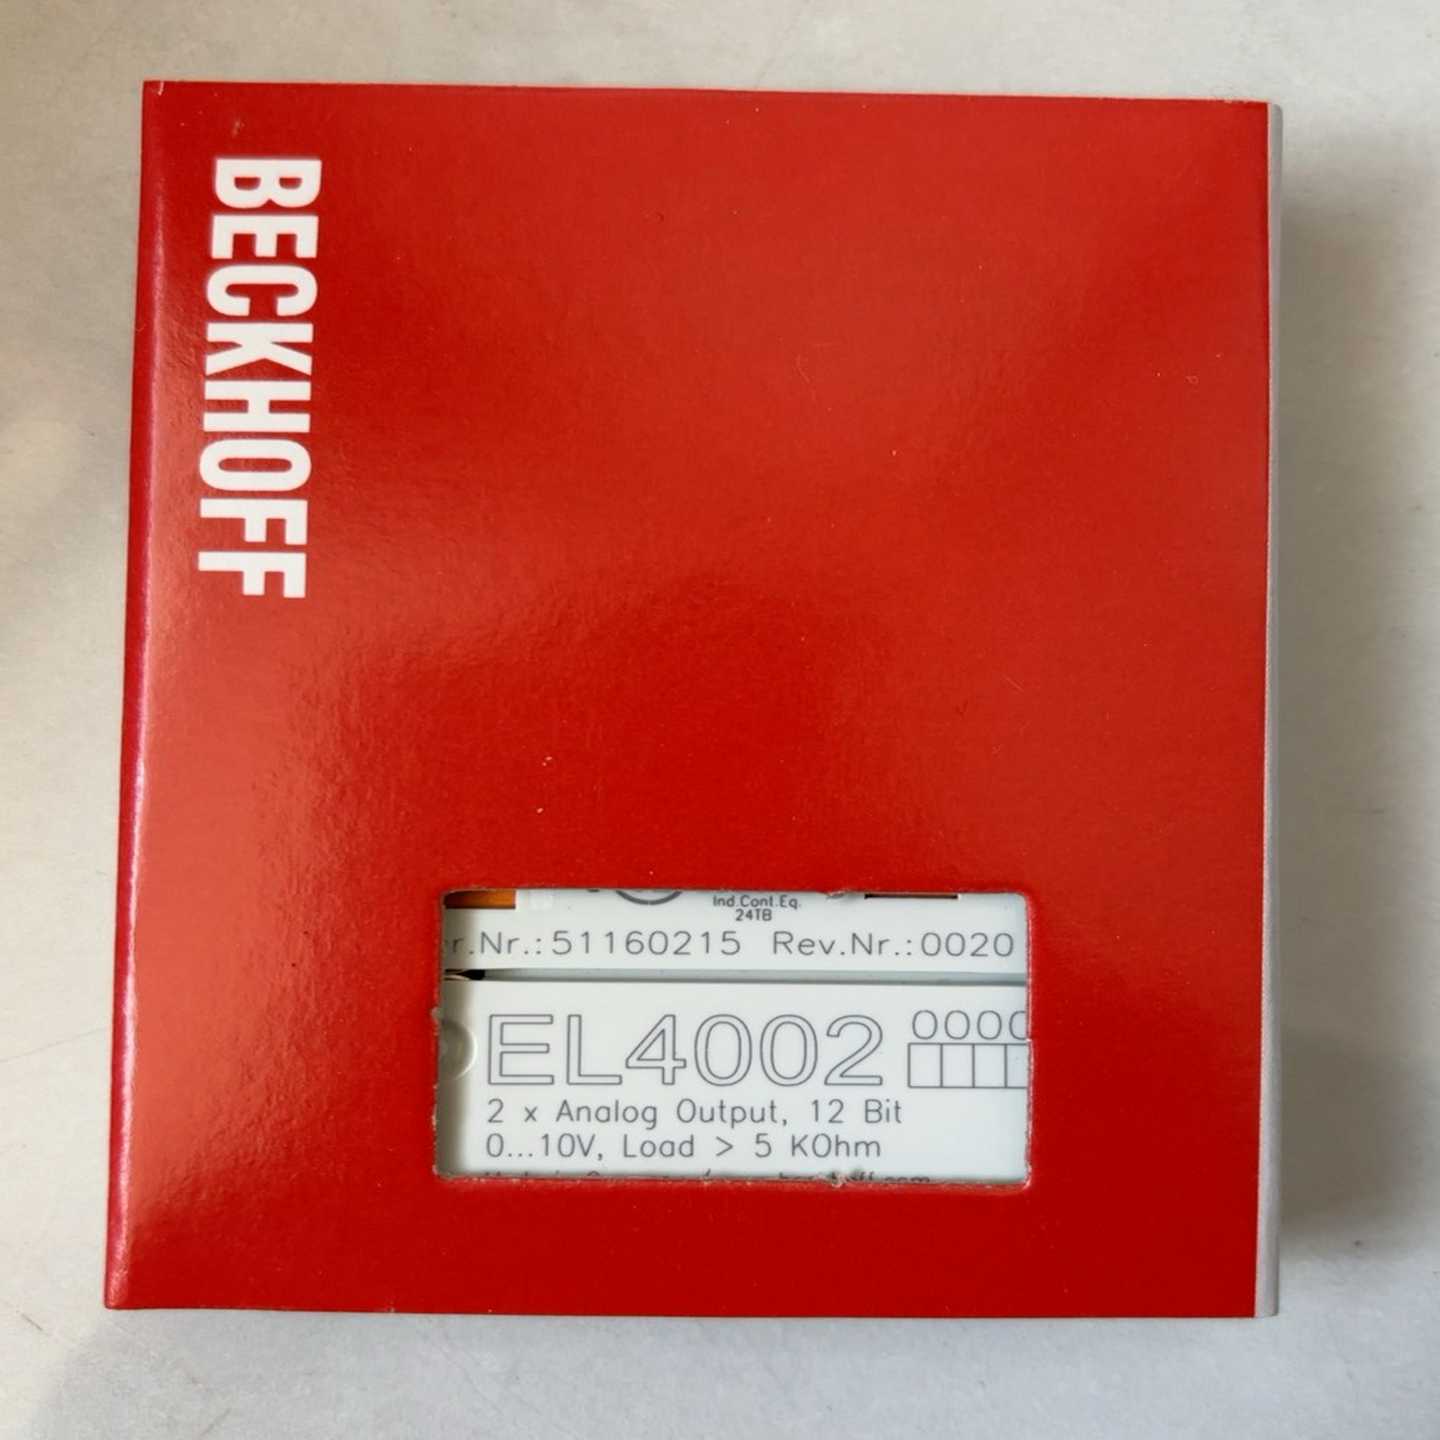 BECKHOFF
Ind.Cont.Eq.
24TB
r.Nr.:51160215 Rev.Nr.:0020
EL4002 0000
2 x Analog Output, 12 Bit
0...10V, Load > 5 KOhm